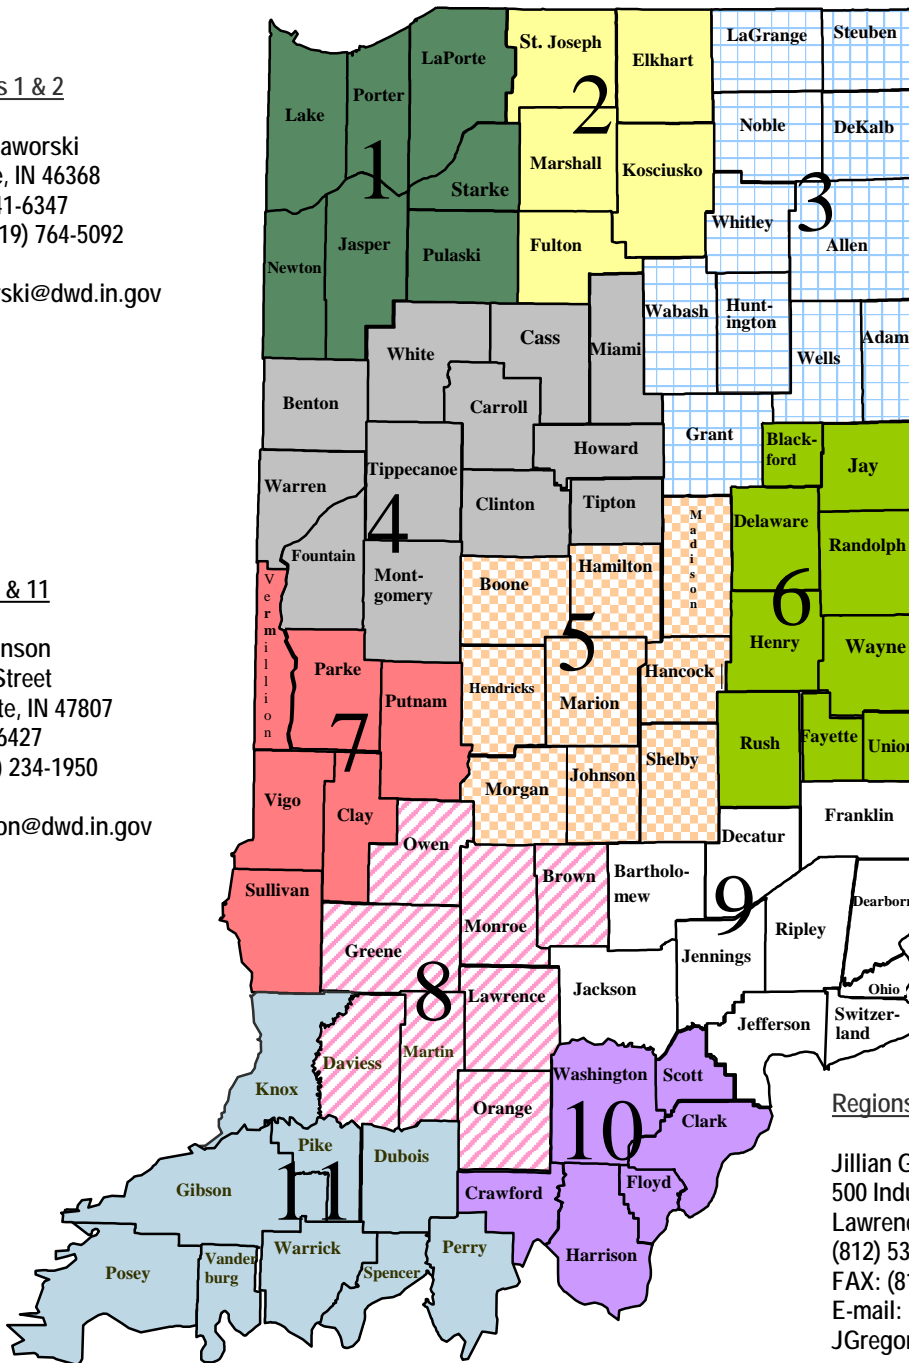 s 1 & 2
aworski
e, IN 46368
41-6347
19) 764-5092
rski@dwd.in.gov
& 11
nson
Street
te, IN 47807
6427
) 234-1950
on@dwd.in.gov
LaPorte
Porter
Lake
1
Starke
Jasper
Newton
Pulaski
St. Joseph
Elkhart
2
Marshall
Kosciusko
Fulton
LaGrange
Steuben
Noble
DeKalb
3
Whitley
Allen
Wabash
Hunt-
ington
Wells
Adam
Grant
White
Cass
Miami
Benton
Carroll
Howard
Tippecanoe
Warren
Clinton
Tipton
4
Fountain
Mont-
gomery
Black-
ford
Jay
Delaware
Randolph
6
Henry
Wayne
Rush
Fayette
Union
Madison
Hamilton
Boone
5
Hancock
Hendricks
Marion
Shelby
Johnson
Morgan
Vermillion
Parke
Putnam
7
Vigo
Clay
Sullivan
Owen
Brown
Monroe
Greene
8
Lawrence
Martin
Daviess
Orange
Franklin
Decatur
Bartholo-
mew
9
Dearborn
Ripley
Jennings
Jackson
Ohio
Jefferson
Switzer-
land
Washington
Scott
10
Clark
Floyd
Crawford
Harrison
Knox
Pike
Dubois
Gibson
11
Warrick
Perry
Posey
Vander
burg
Spencer
Regions
Jillian G
500 Indu
Lawrenc
(812) 53
FAX: (81
E-mail:
JGregor